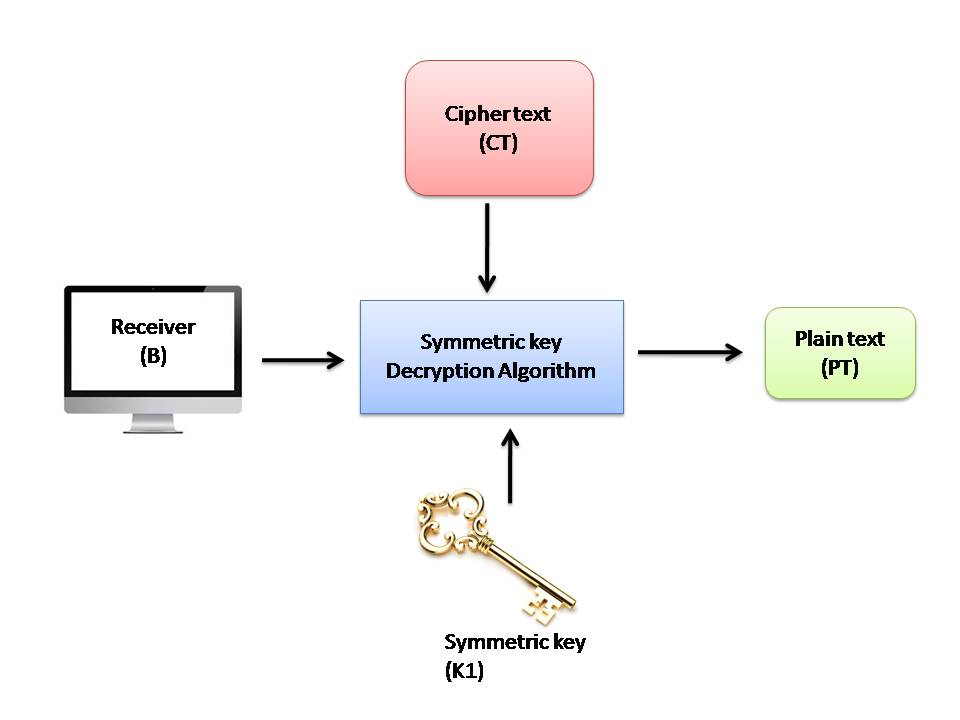 Cipher text
(CT)
Receiver
(B)
Symmetric key
Decryption Algorithm
Plain text
(PT)
Symmetric key
(K1)